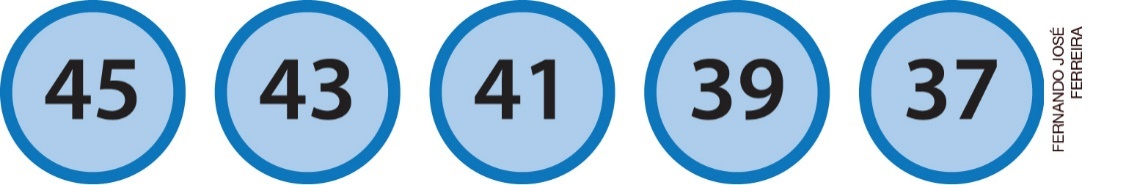 45 43 41 39 37
FERNANDO JOSÉ
FERREIRA